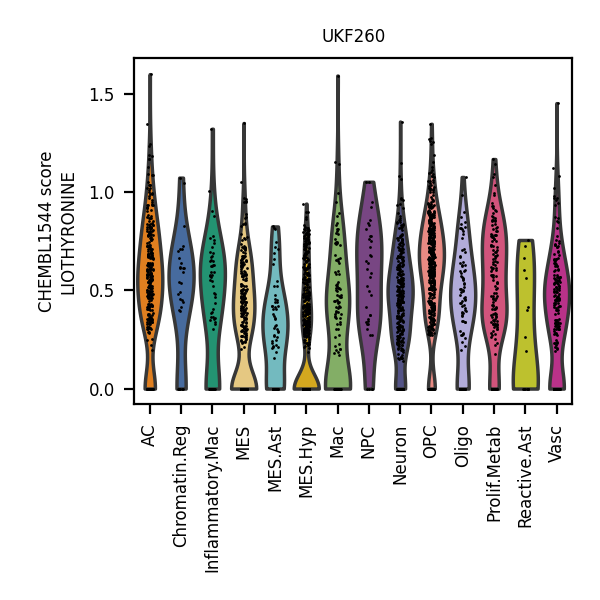 UKF260
CHEMBL1544 score
LIOTHYRONINE
1.5
1.0
0.5
0.0
AC
Chromatin.Reg
Inflammatory.Mac
MES
MES.Ast
MES.Hyp
Mac
NPC
Neuron
OPC
Oligo
Prolif.Metab
Reactive.Ast
Vasc